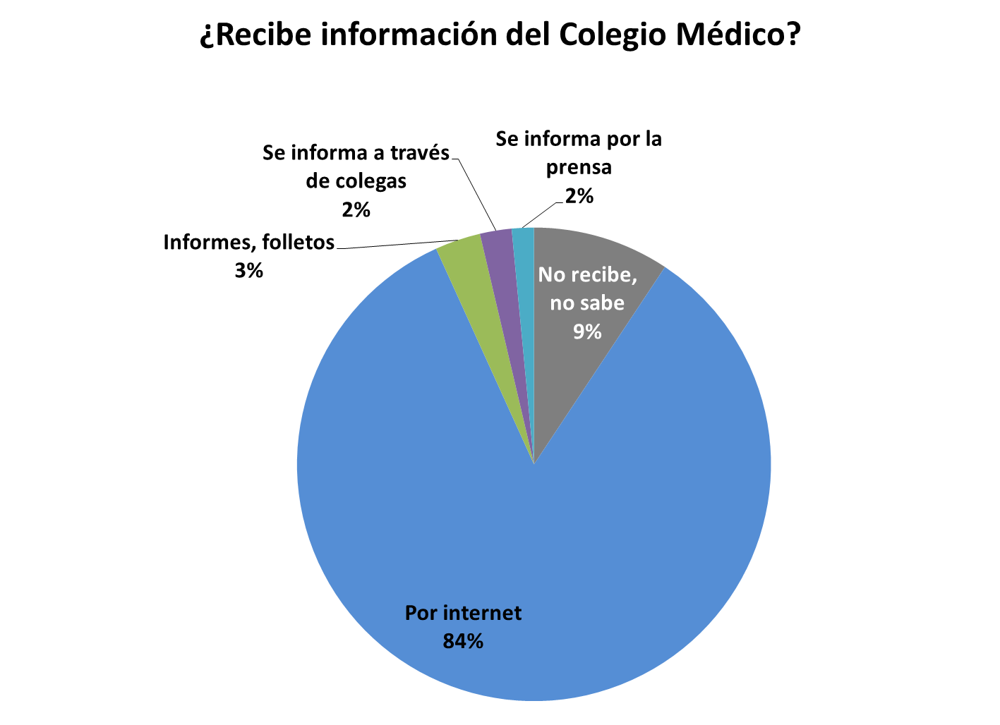 ¿Recibe información del Colegio Médico?
Se informa por la
prensa
2%
Se informa a través
de colegas
2%
Informes, folletos
3%
No recibe,
no sabe
9%
Por internet
84%